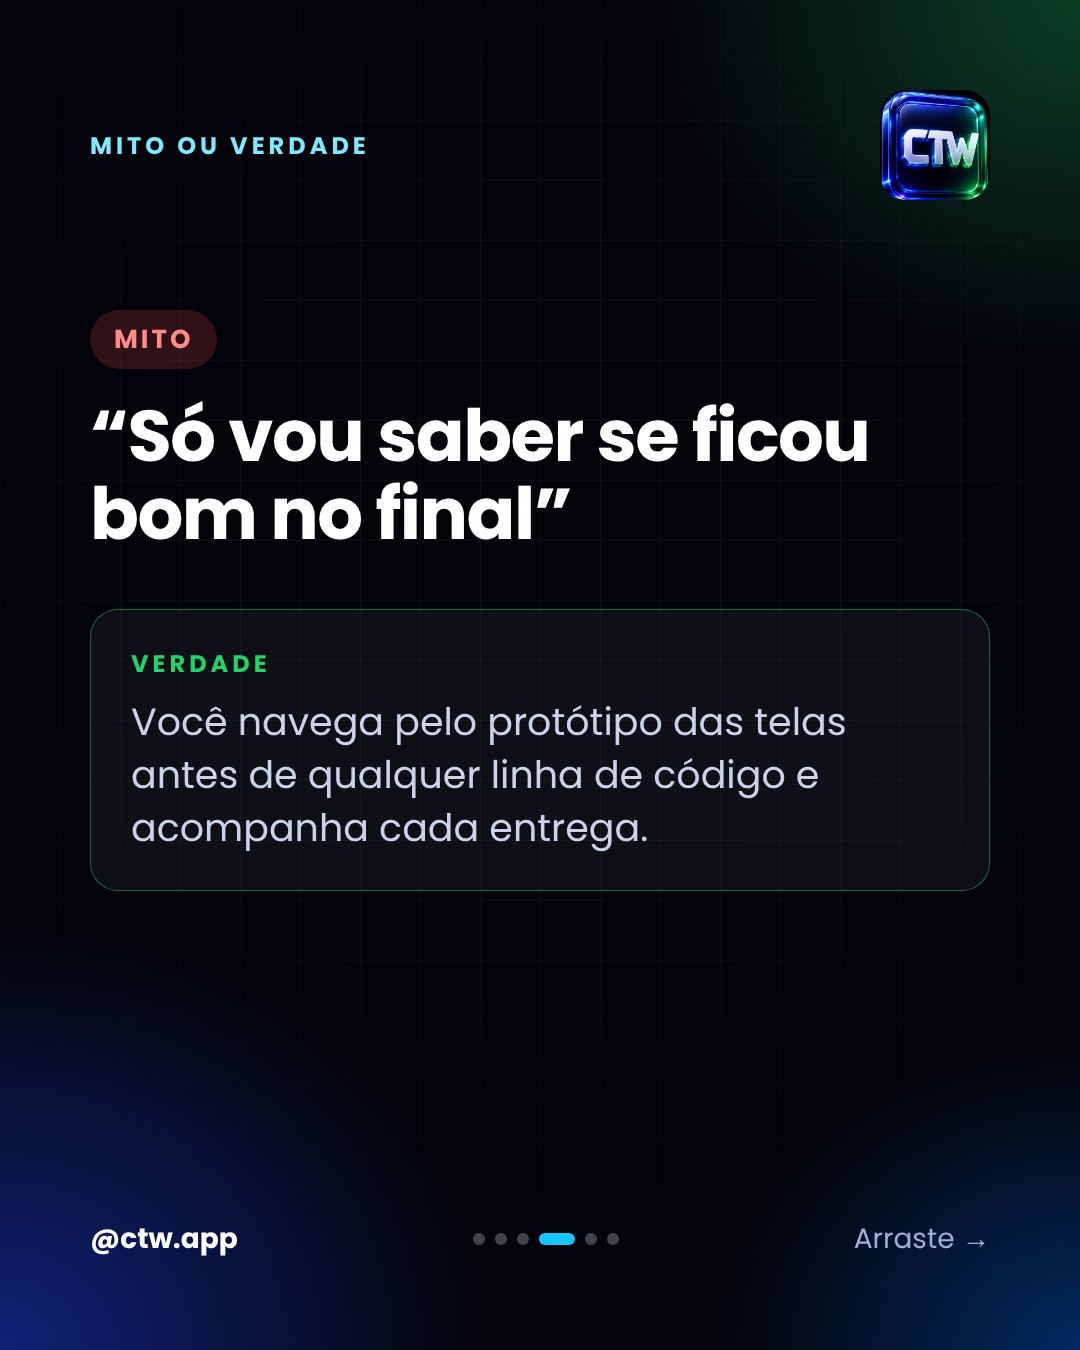 MITO OU VERDADE
CTW
MITO
“Só vou saber se ficou
bom no final”
VERDADE
Você navega pelo protótipo das telas
antes de qualquer linha de código e
acompanha cada entrega.
@ctw.app
Arraste →